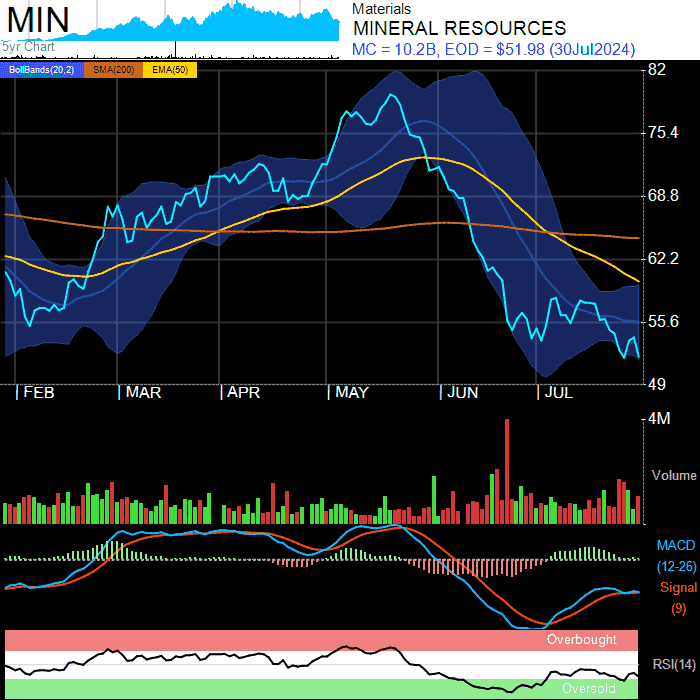 MIN
5yr Chart
Materials
MINERAL RESOURCES
MC = 10.2B, EOD = $51.98 (30Jul2024)
BollBands(20,2) SMA(200) EMA(50)
82
75.4
68.8
62.2
55.6
49
FEB MAR APR MAY JUN JUL
4M
Volume
MACD
(12-26)
Signal
(9)
Overbought
RSI(14)
Oversold